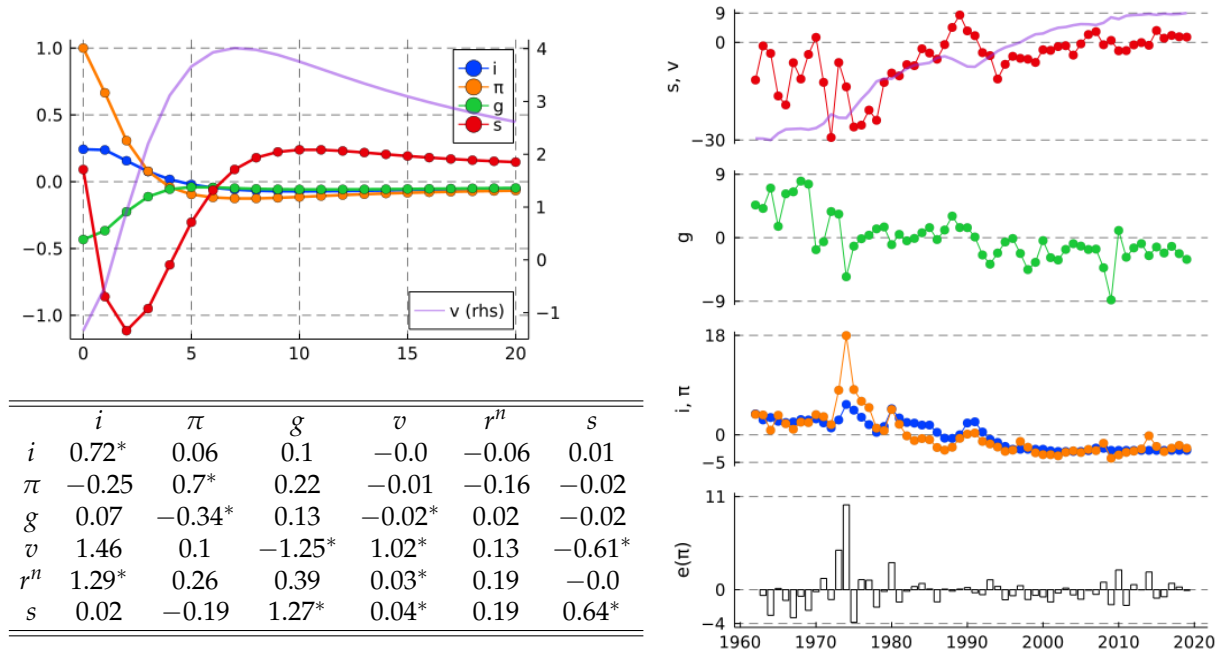 1.0
0.5
0.0
−0.5
−1.0
4
3
2
1
0
−1
0 5 10 15 20
i
π
g
s
v (rhs)
i π g v rⁿ s
i 0.72* 0.06 0.1 −0.0 −0.06 0.01
π −0.25 0.7* 0.22 −0.01 −0.16 −0.02
g 0.07 −0.34* 0.13 −0.02* 0.02 −0.02
v 1.46 0.1 −1.25* 1.02* 0.13 −0.61*
rⁿ 1.29* 0.26 0.39 0.03* 0.19 −0.0
s 0.02 −0.19 1.27* 0.04* 0.19 0.64*
s, v
9
0
−30
g
9
0
−9
i, π
18
0
−5
e(π)
11
0
−4
1960 1970 1980 1990 2000 2010 2020